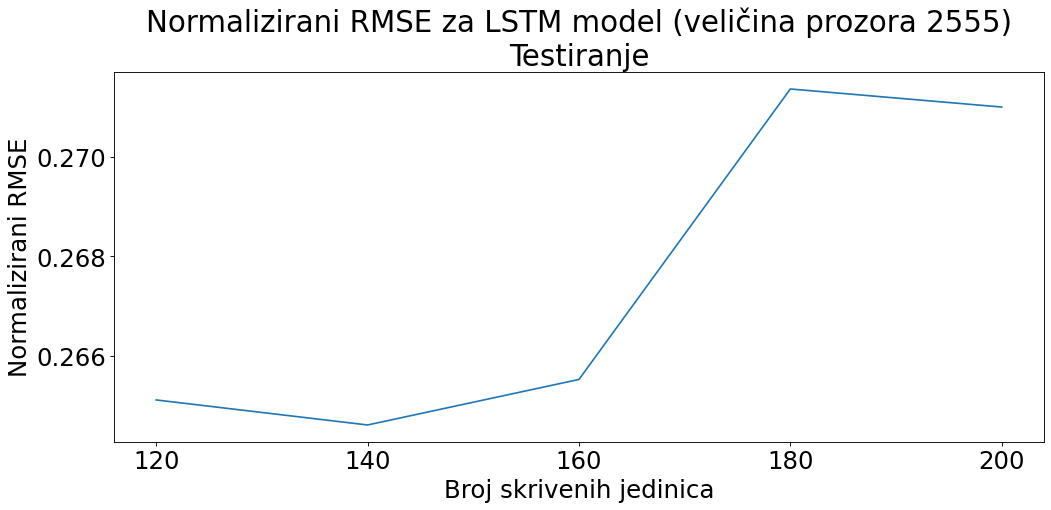 Normalizirani RMSE za LSTM model (veličina prozora 2555)
Testiranje
Normalizirani RMSE
0.270
0.268
0.266
120 140 160 180 200
Broj skrivenih jedinica